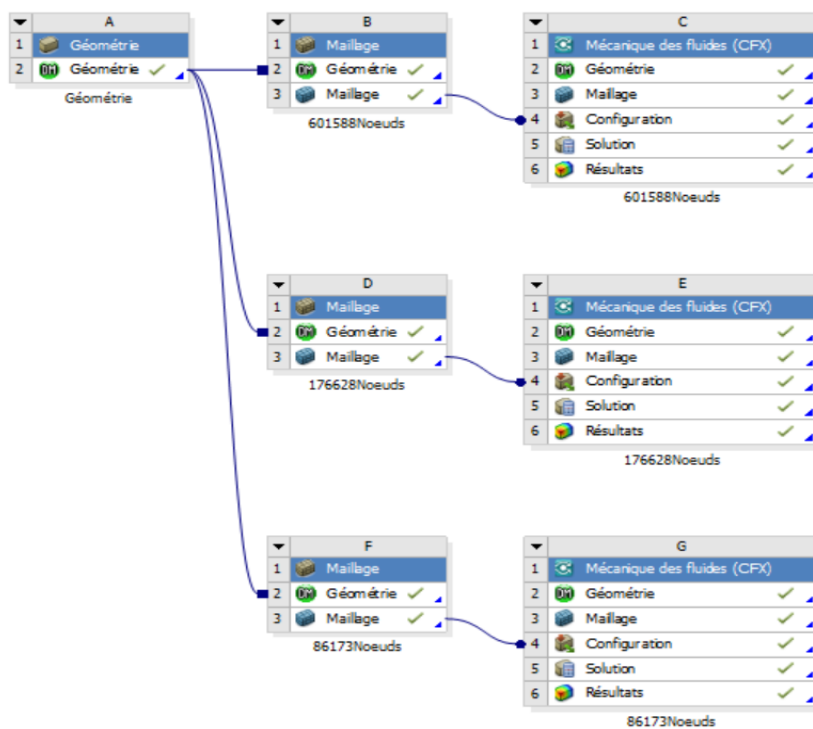 A
1 Géométrie
2 Géométrie
Géométrie
B
1 Maillage
2 Géométrie
3 Maillage
601588Noeuds
C
1 Mécanique des fluides (CFX)
2 Géométrie
3 Maillage
4 Configuration
5 Solution
6 Résultats
601588Noeuds
D
1 Maillage
2 Géométrie
3 Maillage
176628Noeuds
E
1 Mécanique des fluides (CFX)
2 Géométrie
3 Maillage
4 Configuration
5 Solution
6 Résultats
176628Noeuds
F
1 Maillage
2 Géométrie
3 Maillage
86173Noeuds
G
1 Mécanique des fluides (CFX)
2 Géométrie
3 Maillage
4 Configuration
5 Solution
6 Résultats
86173Noeuds